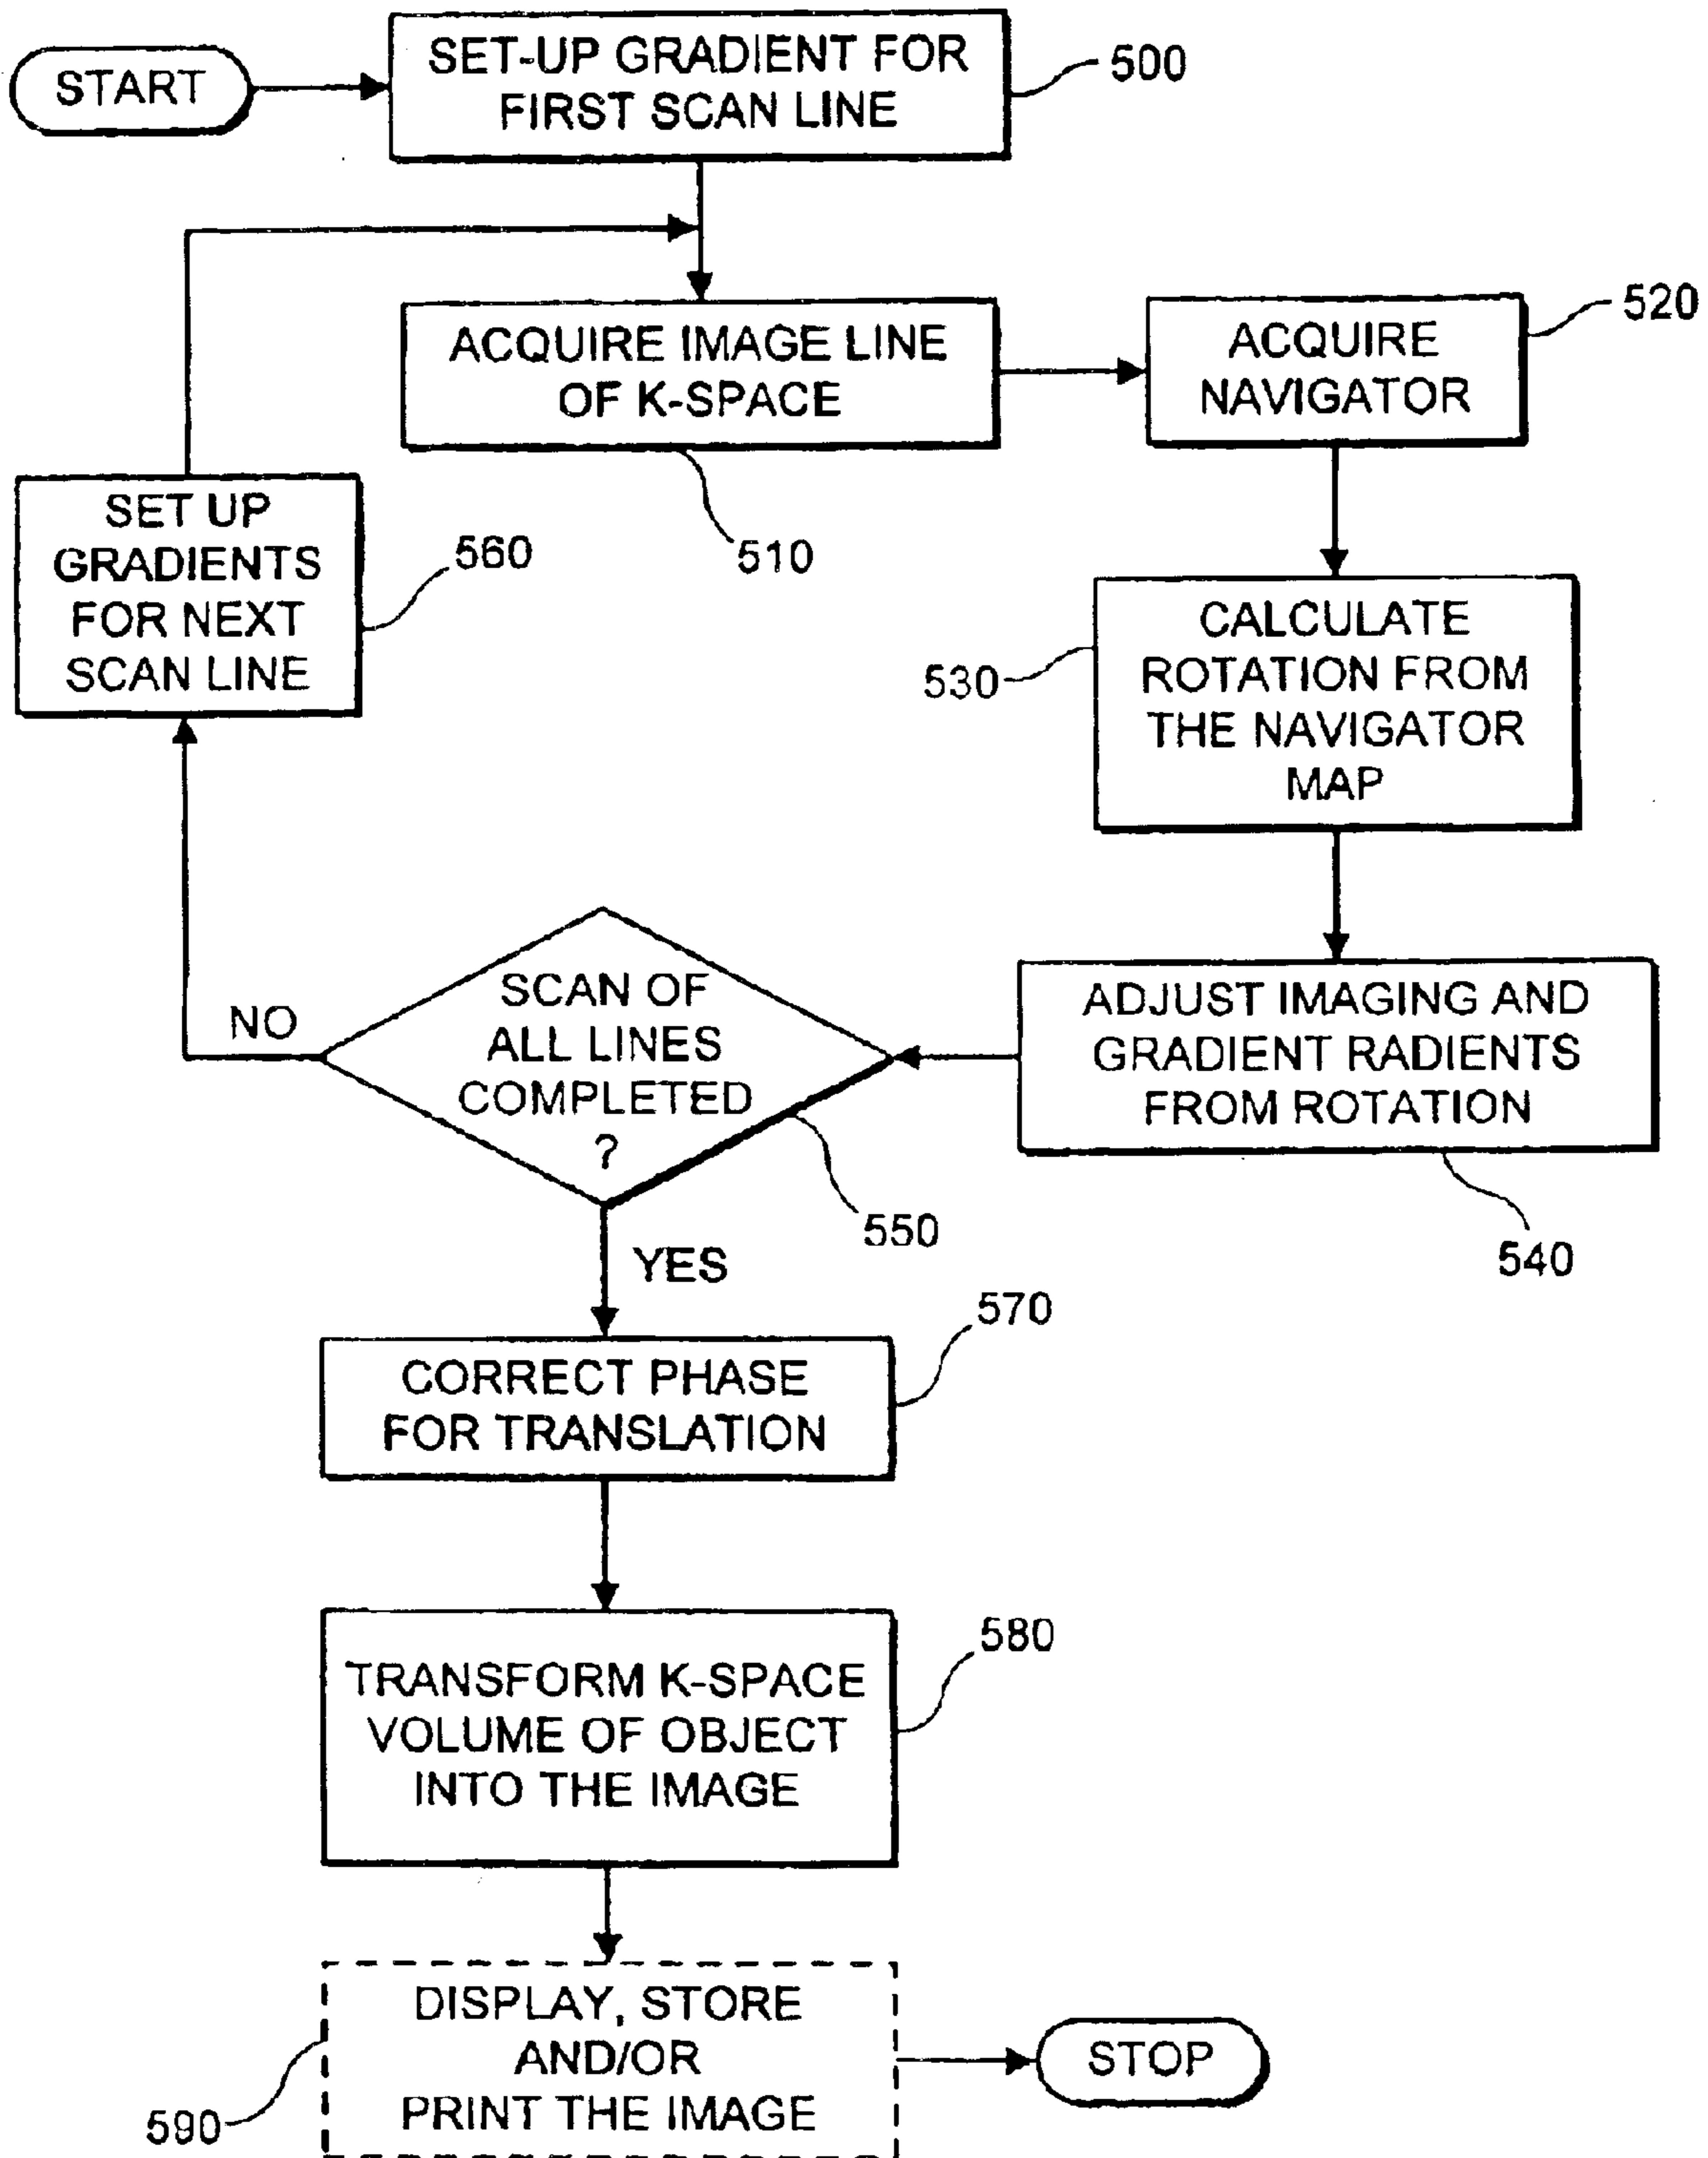 START
SET-UP GRADIENT FOR
FIRST SCAN LINE
500
ACQUIRE IMAGE LINE
OF K-SPACE
510
ACQUIRE
NAVIGATOR
520
CALCULATE
ROTATION FROM
THE NAVIGATOR
MAP
530
ADJUST IMAGING AND
GRADIENT RADIENTS
FROM ROTATION
540
SCAN OF
ALL LINES
COMPLETED
?
550
NO
SET UP
GRADIENTS
FOR NEXT
SCAN LINE
560
YES
CORRECT PHASE
FOR TRANSLATION
570
TRANSFORM K-SPACE
VOLUME OF OBJECT
INTO THE IMAGE
580
DISPLAY, STORE
AND/OR
PRINT THE IMAGE
590
STOP